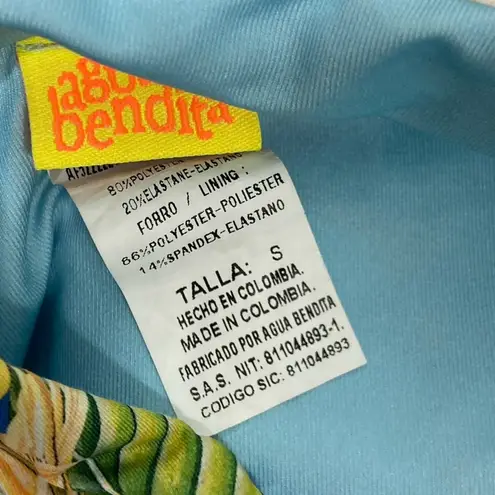 agua
bendita
80%POLYESTER-
20%ELASTANE-ELASTANO
FORRO / LINING :
86%POLYESTER-POLIESTER
14%SPANDEX-ELASTANO
TALLA: S
HECHO EN COLOMBIA.
MADE IN COLOMBIA.
FABRICADO POR AGUA BENDITA
S.A.S. NIT: 811044893-1.
CODIGO SIC: 811044893